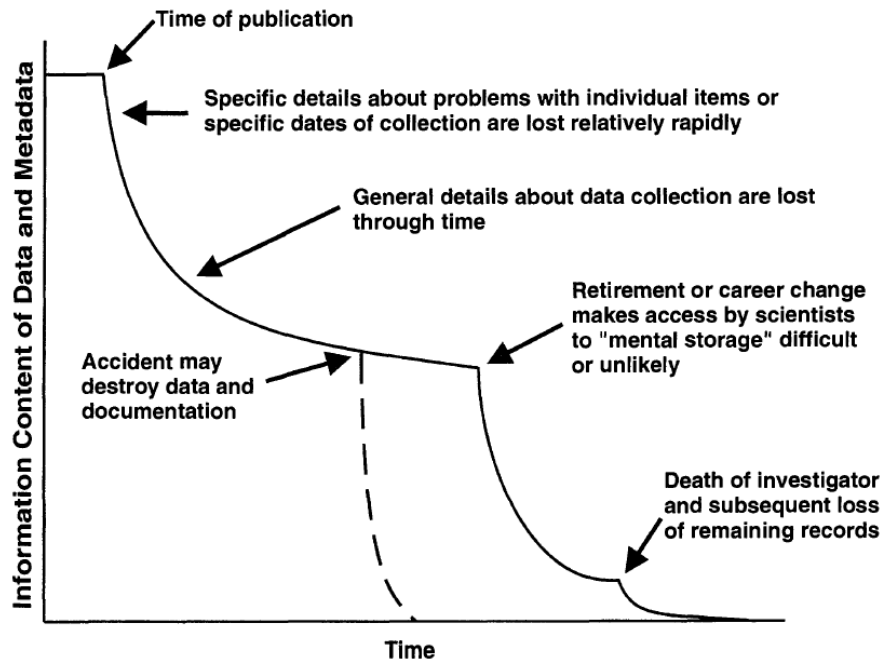 Time of publication
Specific details about problems with individual items or
specific dates of collection are lost relatively rapidly
General details about data collection are lost
through time
Retirement or career change
makes access by scientists
to "mental storage" difficult
or unlikely
Accident may
destroy data and
documentation
Death of investigator
and subsequent loss
of remaining records
Information Content of Data and Metadata
Time